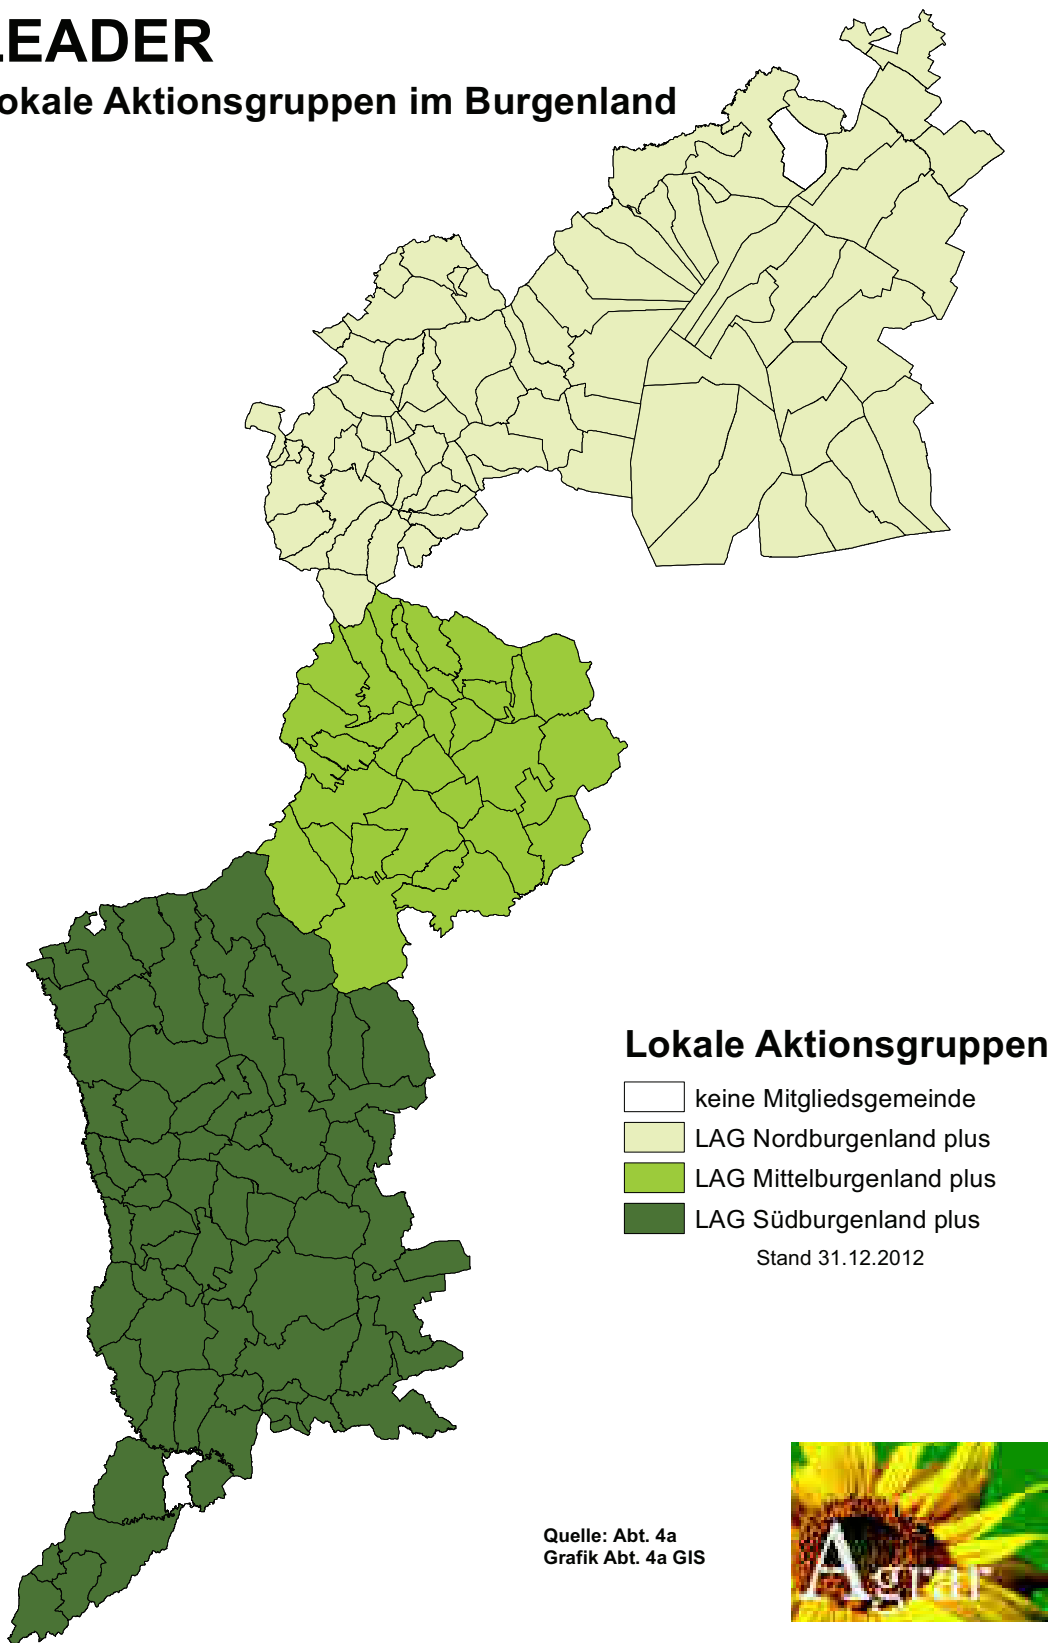 LEADER
okale Aktionsgruppen im Burgenland
Lokale Aktionsgruppen
keine Mitgliedsgemeinde
LAG Nordburgenland plus
LAG Mittelburgenland plus
LAG Südburgenland plus
Stand 31.12.2012
Quelle: Abt. 4a
Grafik Abt. 4a GIS
Agrar